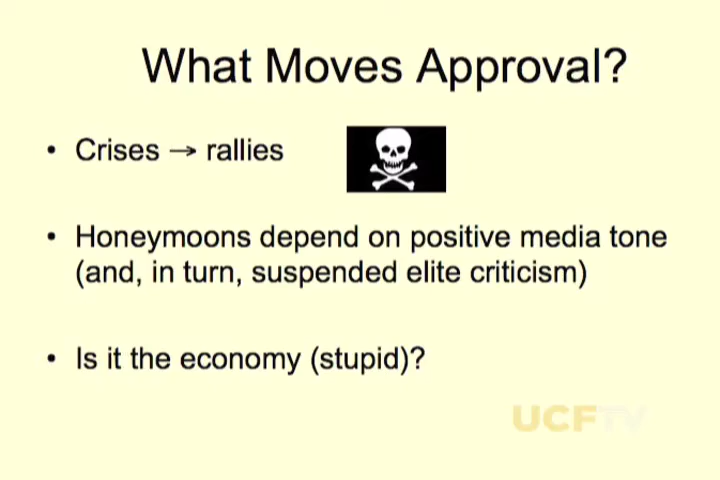 What Moves Approval?
• Crises → rallies
• Honeymoons depend on positive media tone
(and, in turn, suspended elite criticism)
• Is it the economy (stupid)?
UCFTV